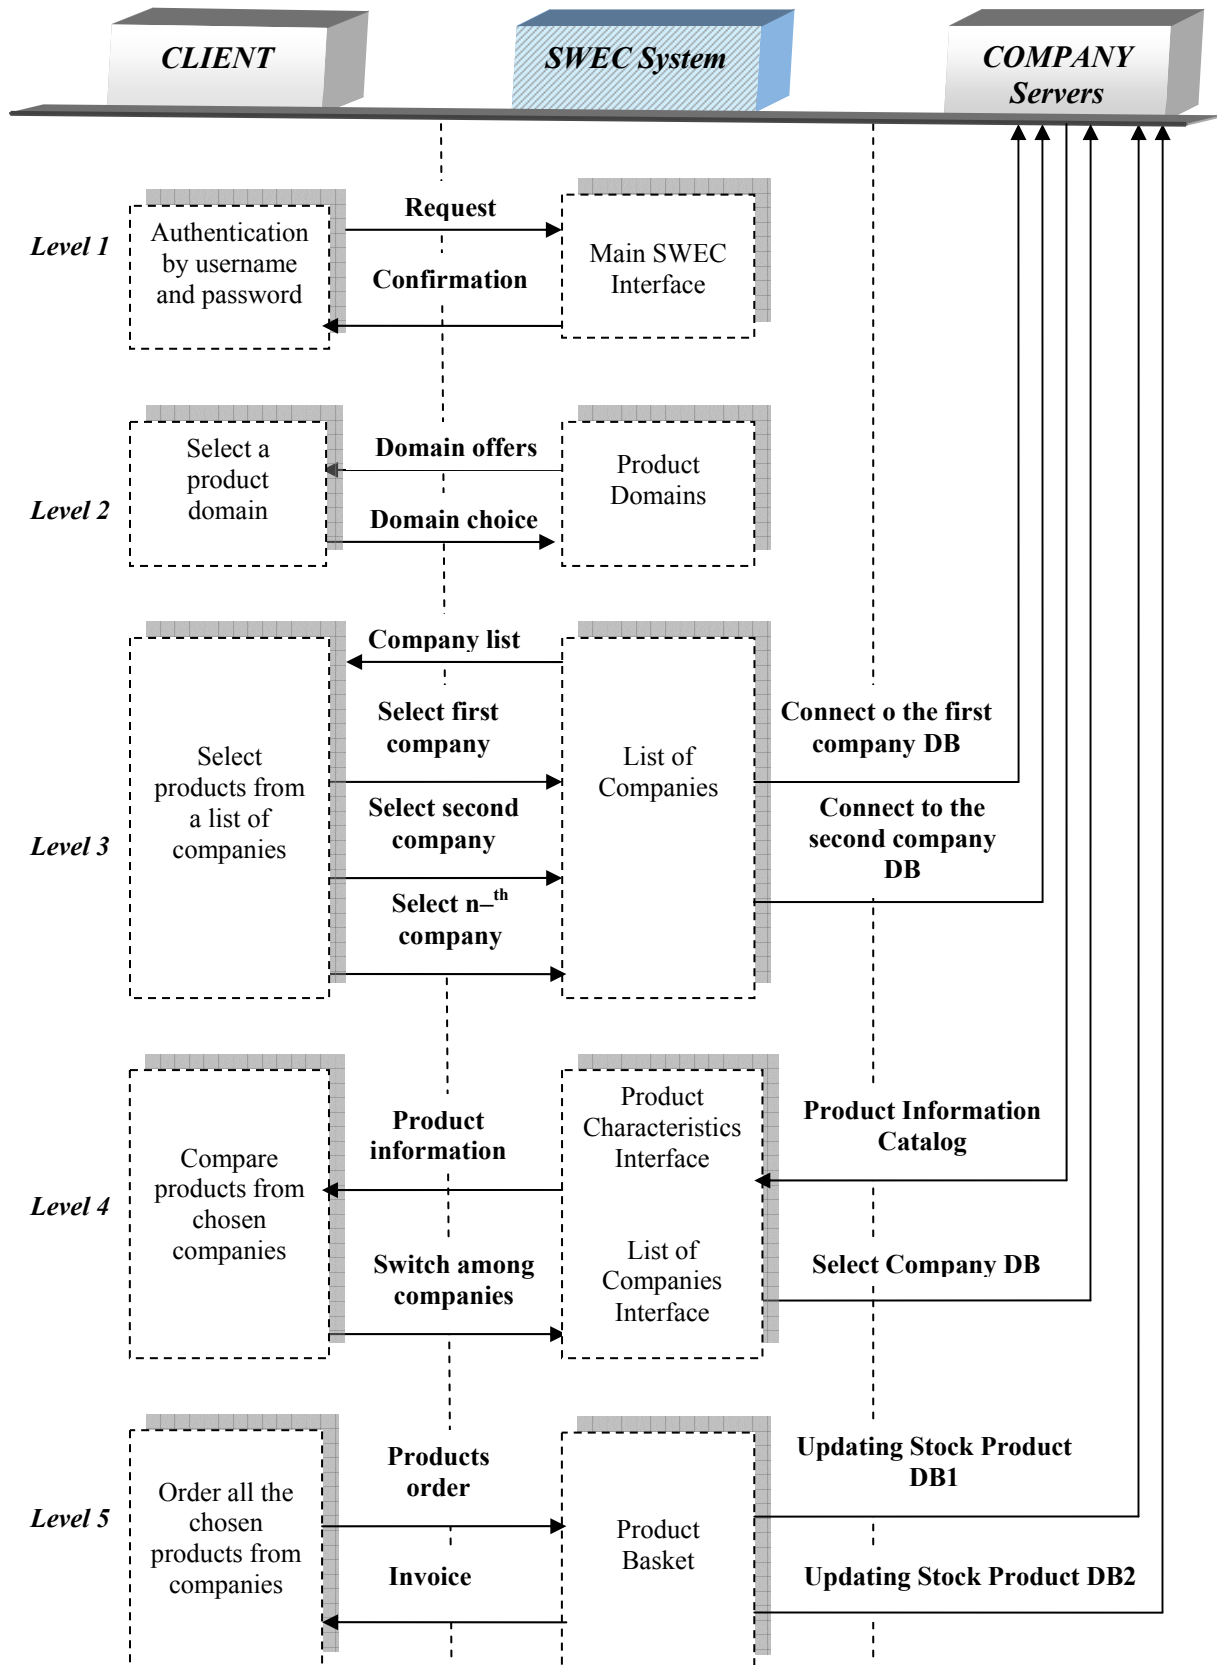 CLIENT
SWEC System
COMPANY
Servers
Level 1
Authentication
by username
and password
Request
Confirmation
Main SWEC
Interface
Level 2
Select a
product
domain
Domain offers
Domain choice
Product
Domains
Level 3
Select
products from
a list of
companies
Company list
Select first
company
Select second
company
Select n–th
company
List of
Companies
Connect o the first
company DB
Connect to the
second company
DB
Level 4
Compare
products from
chosen
companies
Product
information
Switch among
companies
Product
Characteristics
Interface
List of
Companies
Interface
Product Information
Catalog
Select Company DB
Level 5
Order all the
chosen
products from
companies
Products
order
Invoice
Product
Basket
Updating Stock Product
DB1
Updating Stock Product DB2